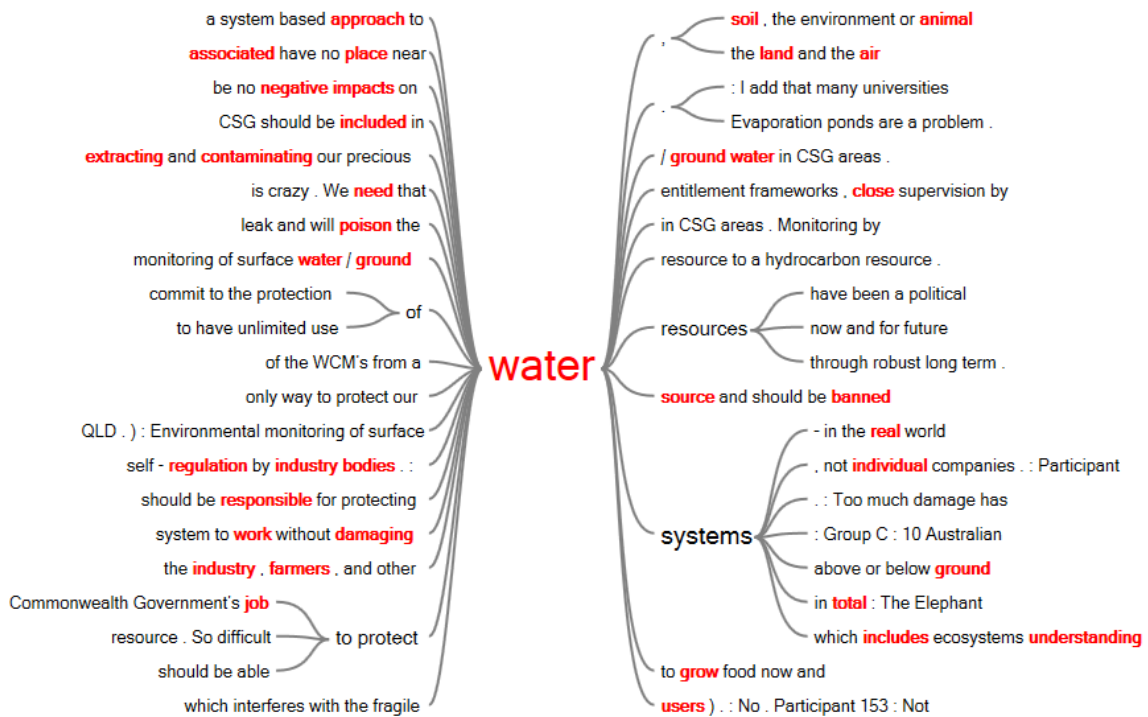 a system based approach to
associated have no place near
be no negative impacts on
CSG should be included in
extracting and contaminating our precious
is crazy . We need that
leak and will poison the
monitoring of surface water / ground
commit to the protection
to have unlimited use
of
of the WCM's from a
only way to protect our
QLD . ) : Environmental monitoring of surface
self - regulation by industry bodies . :
should be responsible for protecting
system to work without damaging
the industry , farmers , and other
Commonwealth Government's job
resource . So difficult
should be able
to protect
which interferes with the fragile
water
,
soil , the environment or animal
the land and the air
.
: I add that many universities
Evaporation ponds are a problem .
/ ground water in CSG areas .
entitlement frameworks , close supervision by
in CSG areas . Monitoring by
resource to a hydrocarbon resource .
resources
have been a political
now and for future
through robust long term .
source and should be banned
systems
- in the real world
, not individual companies . : Participant
. : Too much damage has
: Group C : 10 Australian
above or below ground
in total : The Elephant
which includes ecosystems understanding
to grow food now and
users ) . : No . Participant 153 : Not